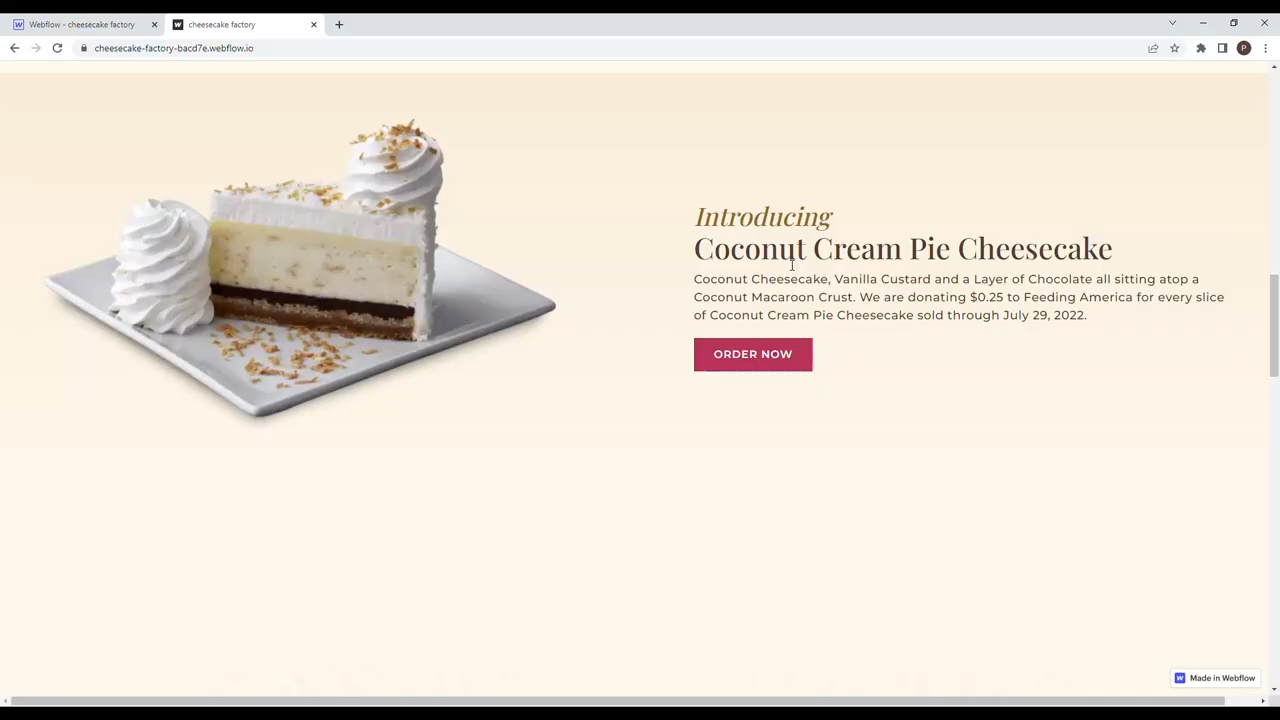 Webflow - cheesecake factory
cheesecake factory
cheesecake-factory-bacd7e.webflow.io
P
Introducing
Coconut Cream Pie Cheesecake
Coconut Cheesecake, Vanilla Custard and a Layer of Chocolate all sitting atop a
Coconut Macaroon Crust. We are donating $0.25 to Feeding America for every slice
of Coconut Cream Pie Cheesecake sold through July 29, 2022.
ORDER NOW
Made in Webflow